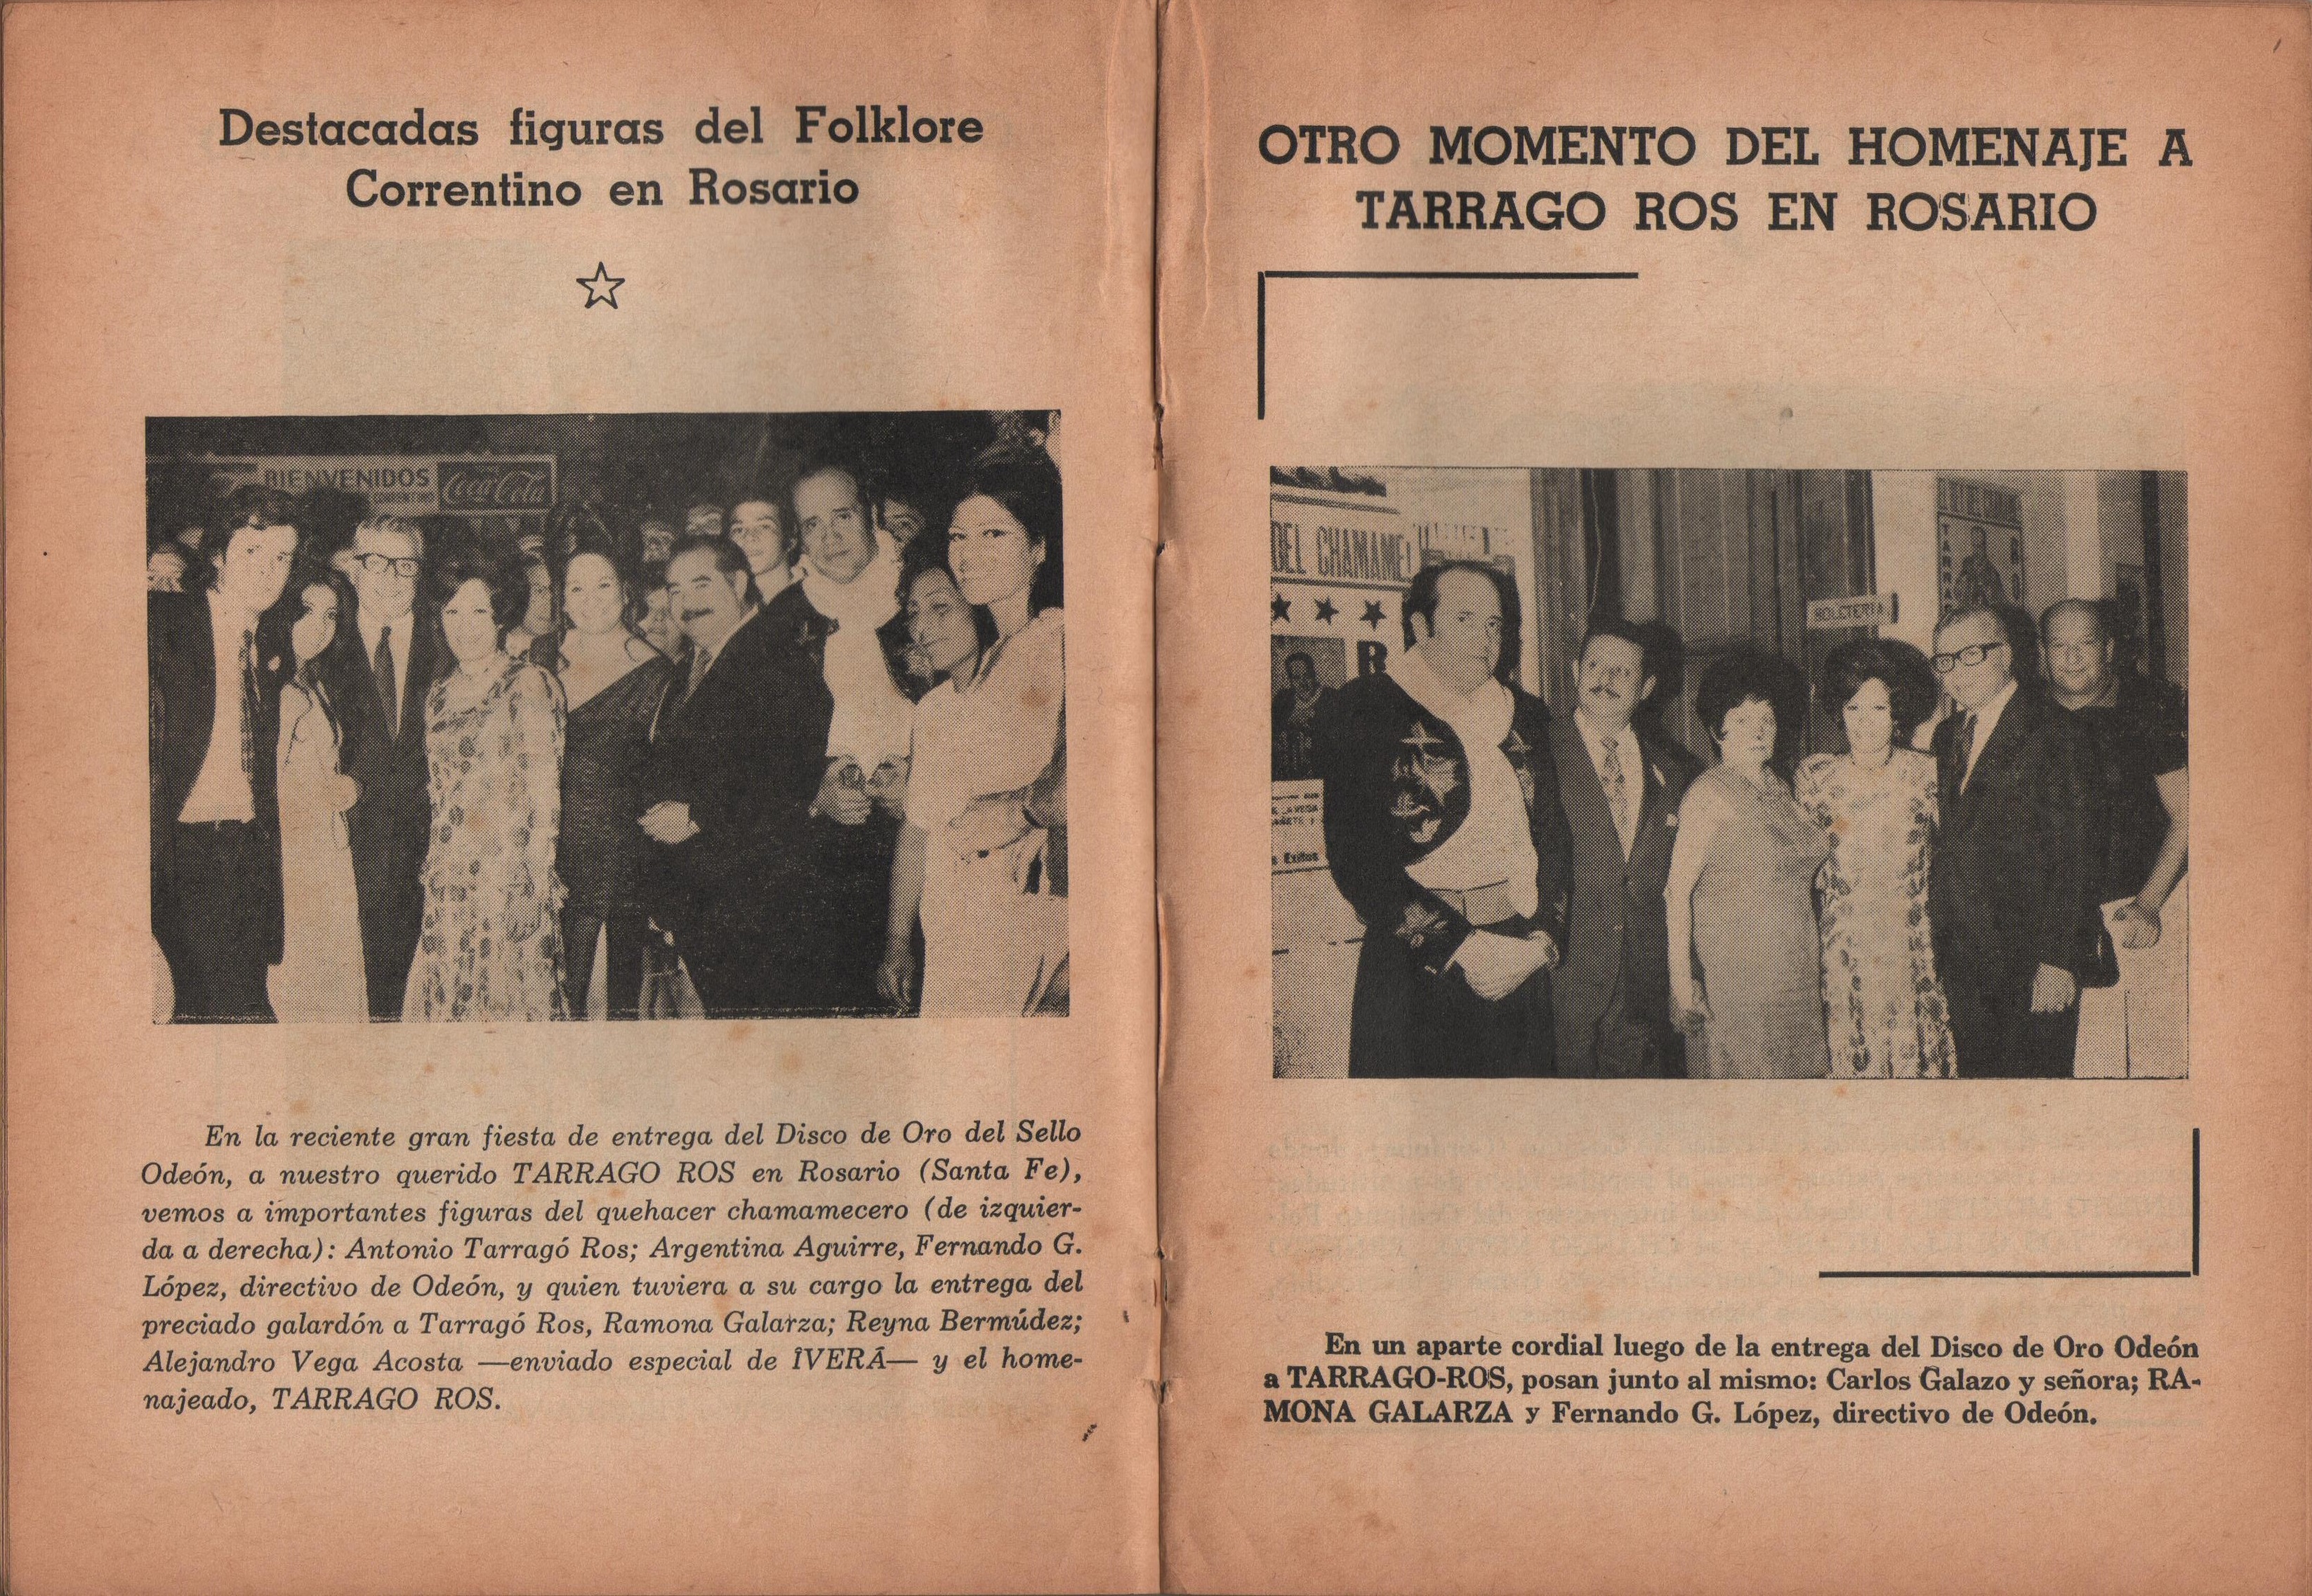 Destacadas figuras del Folklore
Correntino en Rosario
BIENVENIDOS
Coca-Cola
En la reciente gran fiesta de entrega del Disco de Oro del Sello
Odeón, a nuestro querido TARRAGO ROS en Rosario (Santa Fe),
vemos a importantes figuras del quehacer chamamecero (de izquier-
da a derecha): Antonio Tarragó Ros; Argentina Aguirre, Fernando G.
López, directivo de Odeón, y quien tuviera a su cargo la entrega del
preciado galardón a Tarragó Ros, Ramona Galarza; Reyna Bermúdez;
Alejandro Vega Acosta —enviado especial de ÎVERÁ— y el home-
najeado, TARRAGO ROS.
OTRO MOMENTO DEL HOMENAJE A
TARRAGO ROS EN ROSARIO
DEL CHAMAME
R
BOLETERIA
TARRAG
RO
Exitos
En un aparte cordial luego de la entrega del Disco de Oro Odeón
a TARRAGO-ROS, posan junto al mismo: Carlos Galazo y señora; RA-
MONA GALARZA y Fernando G. López, directivo de Odeón.